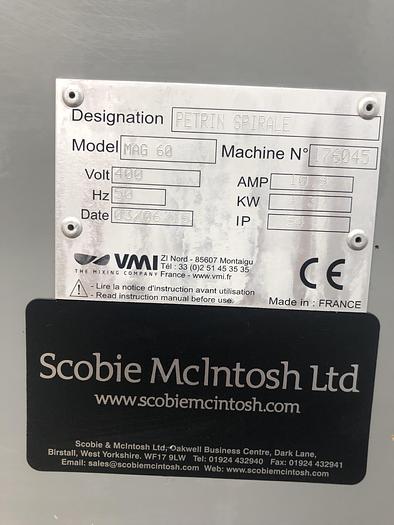 Designation PETRIN SPIRALE
Model MAG 60 Machine N° 176045
Volt 400 AMP
Hz 50 KW
Date 03/06 IP
VMI
THE MIXING COMPANY
ZI Nord - 85607 Montaigu
Tél : 33 (0)2 51 45 35 35
France - www.vmi.fr
CE
- Lire la notice d'instruction avant utilisation
- Read instruction manual before use.
Made in : FRANCE
Scobie McIntosh Ltd
www.scobiemcintosh.com
Scobie & McIntosh Ltd, Oakwell Business Centre, Dark Lane,
Birstall, West Yorkshire. WF17 9LW Tel: 01924 432940 Fax: 01924 432941
Email: sales@scobiemcintosh.com Web: www.scobiemcintosh.com